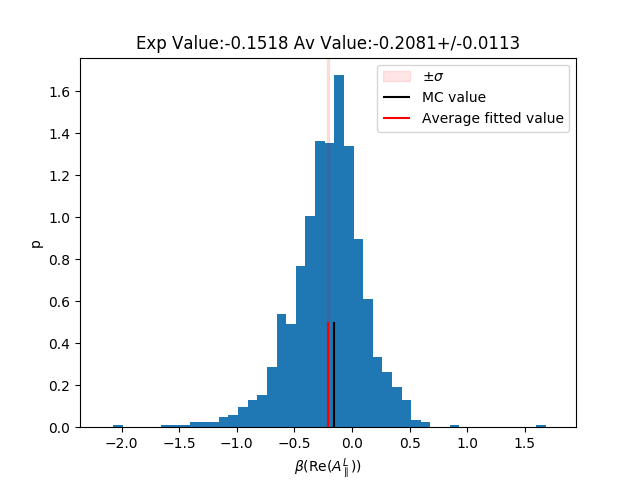 Exp Value:-0.1518 Av Value:-0.2081+/-0.0113
±σ
MC value
Average fitted value
p
1.6
1.4
1.2
1.0
0.8
0.6
0.4
0.2
0.0
−2.0 −1.5 −1.0 −0.5 0.0 0.5 1.0 1.5
β(Re(A∥ᴸ))